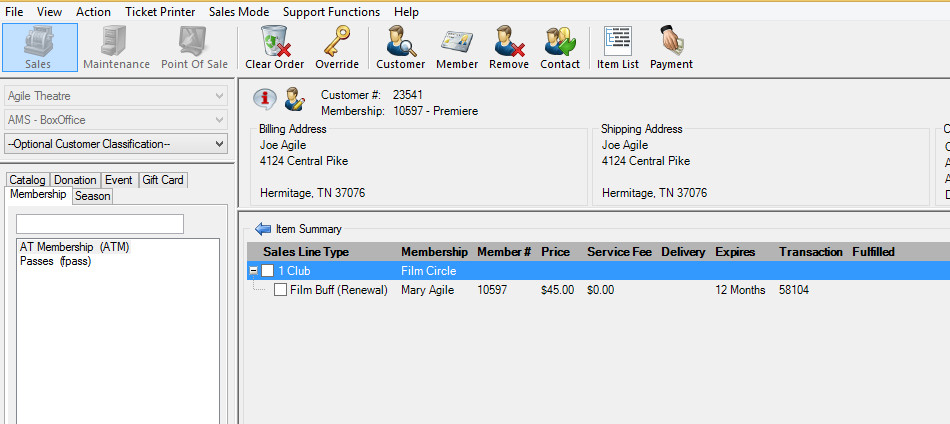 File View Action Ticket Printer Sales Mode Support Functions Help
Sales Maintenance Point Of Sale Clear Order Override Customer Member Remove Contact Item List Payment
Agile Theatre
AMS - BoxOffice
--Optional Customer Classification--
Catalog Donation Event Gift Card
Membership Season
AT Membership (ATM)
Passes (fpass)
Customer #: 23541
Membership: 10597 - Premiere
Billing Address
Joe Agile
4124 Central Pike
Hermitage, TN 37076
Shipping Address
Joe Agile
4124 Central Pike
Hermitage, TN 37076
Item Summary
Sales Line Type Membership Member # Price Service Fee Delivery Expires Transaction Fulfilled
1 Club Film Circle
Film Buff (Renewal) Mary Agile 10597 $45.00 $0.00 12 Months 58104